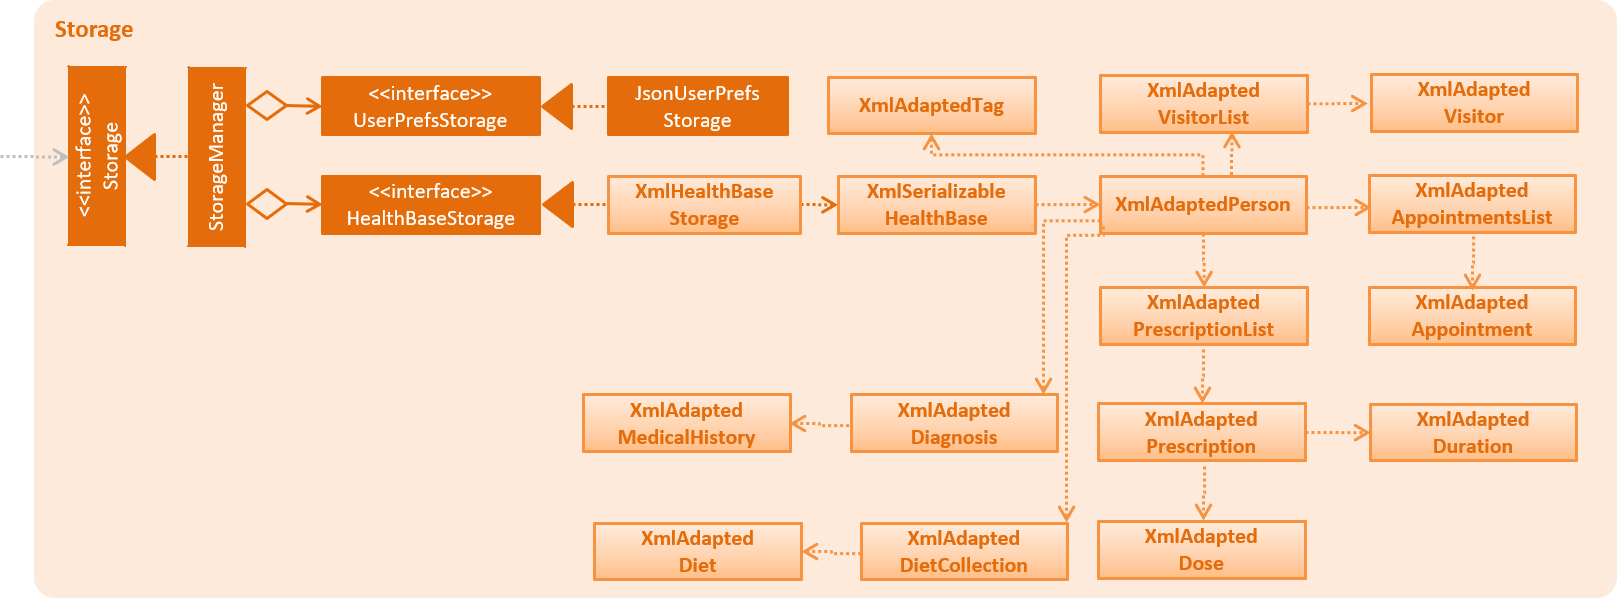 Storage
<<interface>>
Storage
StorageManager
<<interface>>
UserPrefsStorage
JsonUserPrefs
Storage
<<interface>>
HealthBaseStorage
XmlHealthBase
Storage
XmlSerializable
HealthBase
XmlAdaptedTag
XmlAdapted
VisitorList
XmlAdapted
Visitor
XmlAdaptedPerson
XmlAdapted
AppointmentsList
XmlAdapted
PrescriptionList
XmlAdapted
Appointment
XmlAdapted
MedicalHistory
XmlAdapted
Diagnosis
XmlAdapted
Prescription
XmlAdapted
Duration
XmlAdapted
Diet
XmlAdapted
DietCollection
XmlAdapted
Dose